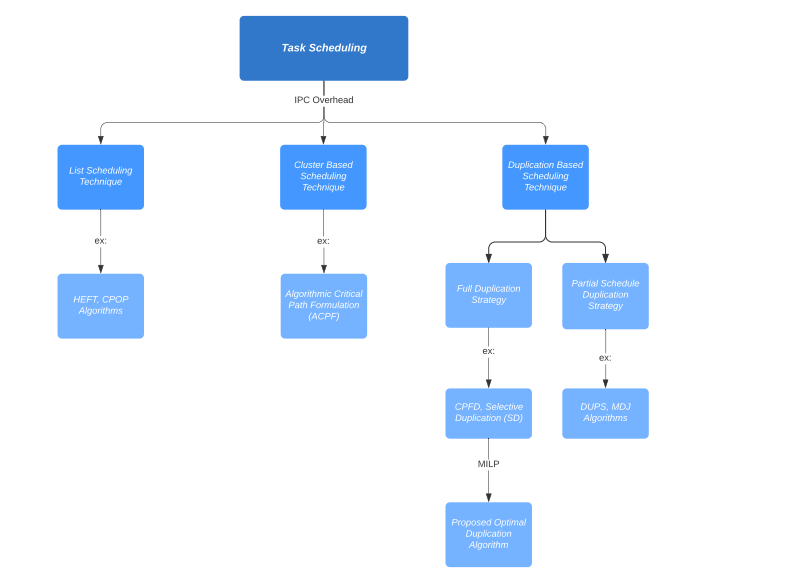 Task Scheduling
IPC Overhead
List Scheduling
Technique
Cluster Based
Scheduling
Technique
Duplication Based
Scheduling
Technique
ex:
ex:
HEFT, CPOP
Algorithms
Algorithmic Critical
Path Formulation
(ACPF)
Full Duplication
Strategy
Partial Schedule
Duplication
Strategy
ex:
ex:
CPFD, Selective
Duplication (SD)
DUPS, MDJ
Algorithms
MILP
Proposed Optimal
Duplication
Algorithm